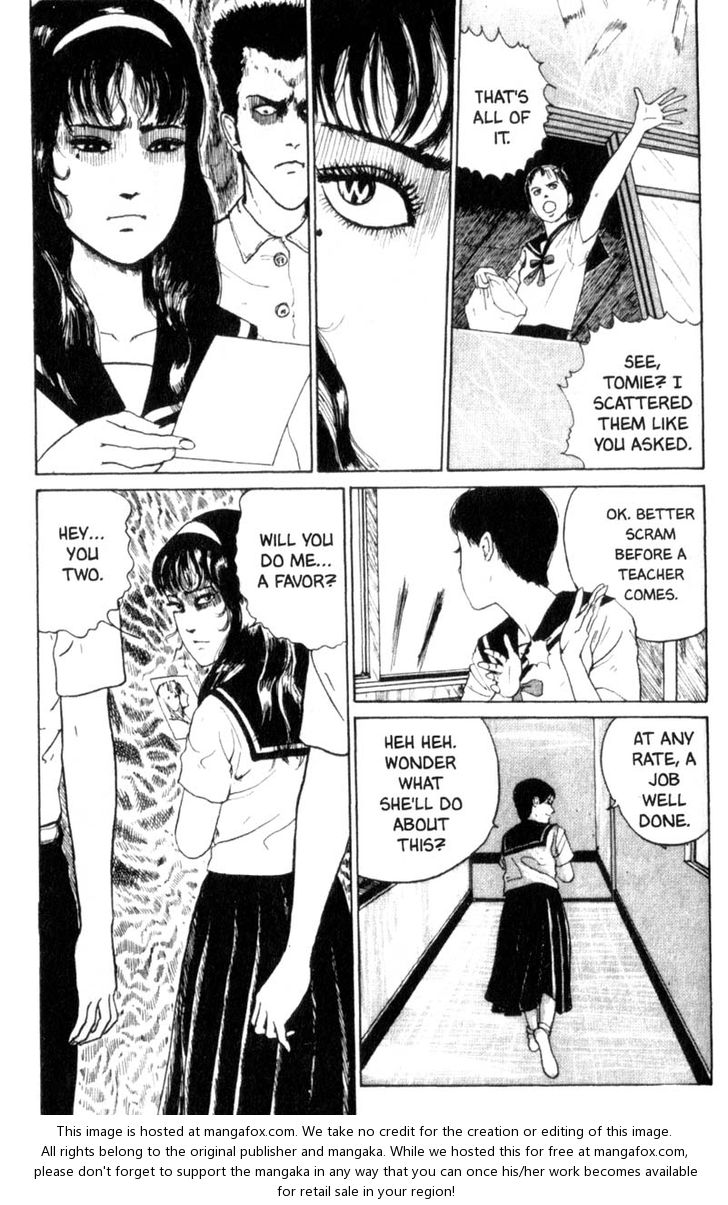 THAT'S
ALL OF
IT.
SEE,
TOMIE? I
SCATTERED
THEM LIKE
YOU ASKED.
OK. BETTER
SCRAM
BEFORE A
TEACHER
COMES.
AT ANY
RATE, A
JOB
WELL
DONE.
HEH HEH.
WONDER
WHAT
SHE'LL DO
ABOUT
THIS?
WILL YOU
DO ME...
A FAVOR?
HEY...
YOU
TWO.
This image is hosted at mangafox.com. We take no credit for the creation or editing of this image.
All rights belong to the original publisher and mangaka. While we hosted this for free at mangafox.com,
please don't forget to support the mangaka in any way that you can once his/her work becomes available
for retail sale in your region!